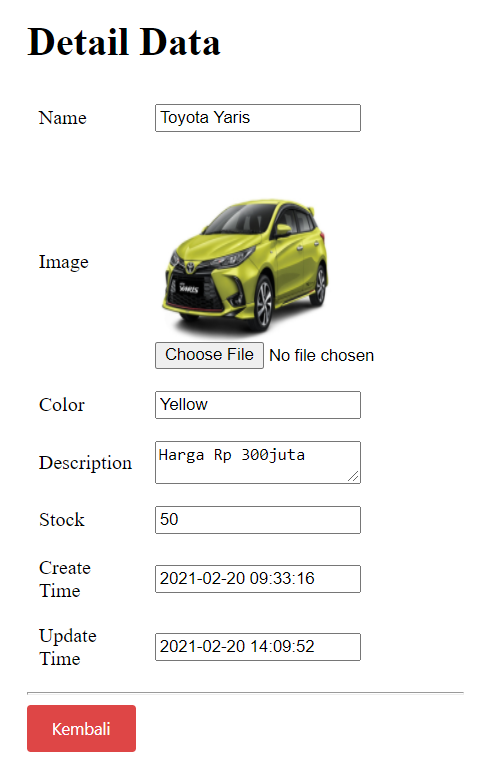 Detail Data
Name
Toyota Yaris
Image
YARIS
Choose File No file chosen
Color
Yellow
Description
Harga Rp 300juta
Stock
50
Create
Time
2021-02-20 09:33:16
Update
Time
2021-02-20 14:09:52
Kembali